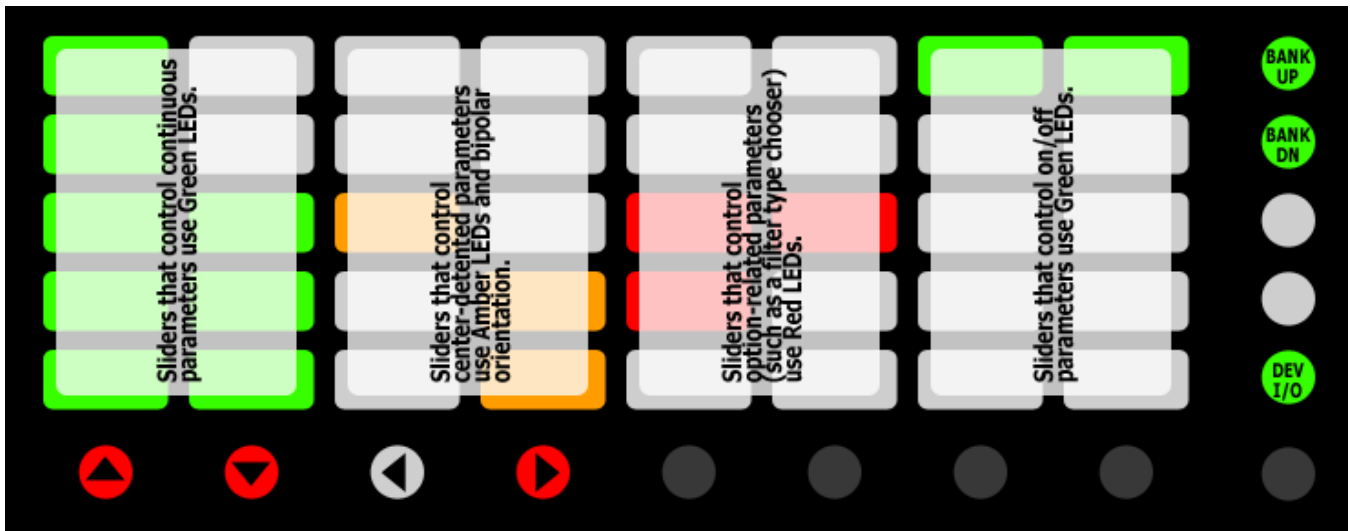 Sliders that control continuous
parameters use Green LEDs.
Sliders that control
center-detented parameters
use Amber LEDs and bipolar
orientation.
Sliders that control
option-related parameters
(such as a filter type chooser)
use Red LEDs.
Sliders that control on/off
parameters use Green LEDs.
BANK
UP
BANK
DN
DEV
I/O